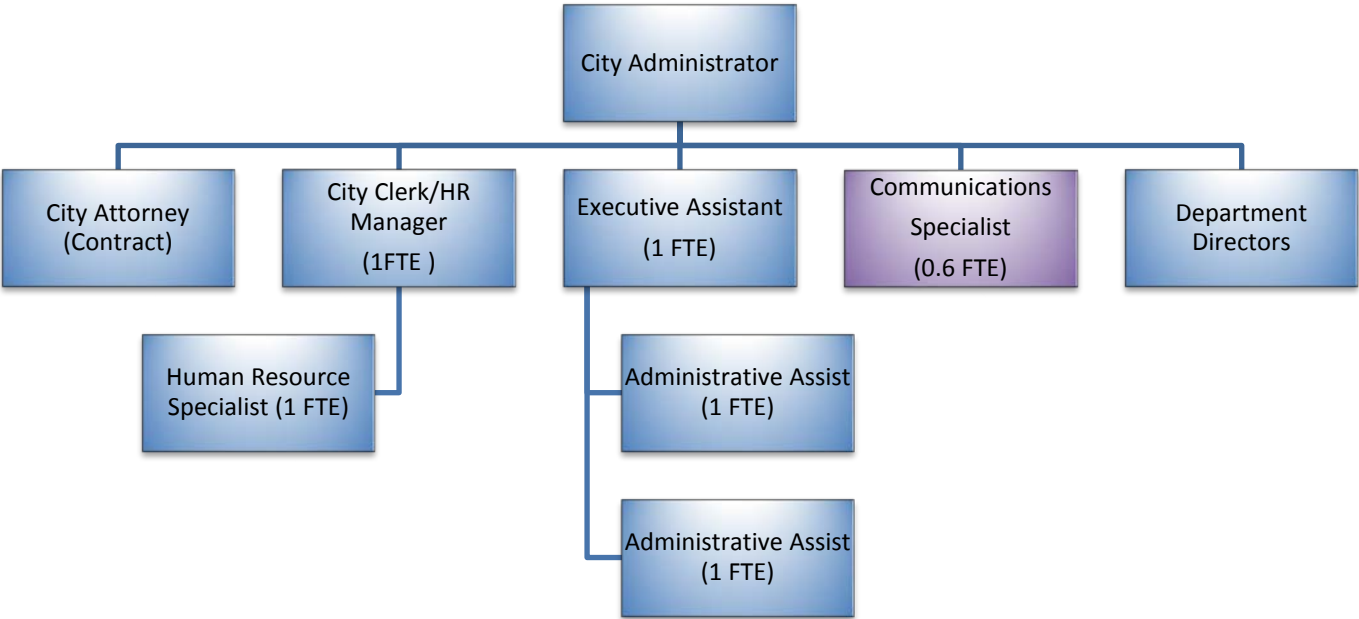 City Administrator
City Attorney
(Contract)
City Clerk/HR
Manager
(1FTE )
Executive Assistant
(1 FTE)
Communications
Specialist
(0.6 FTE)
Department
Directors
Human Resource
Specialist (1 FTE)
Administrative Assist
(1 FTE)
Administrative Assist
(1 FTE)